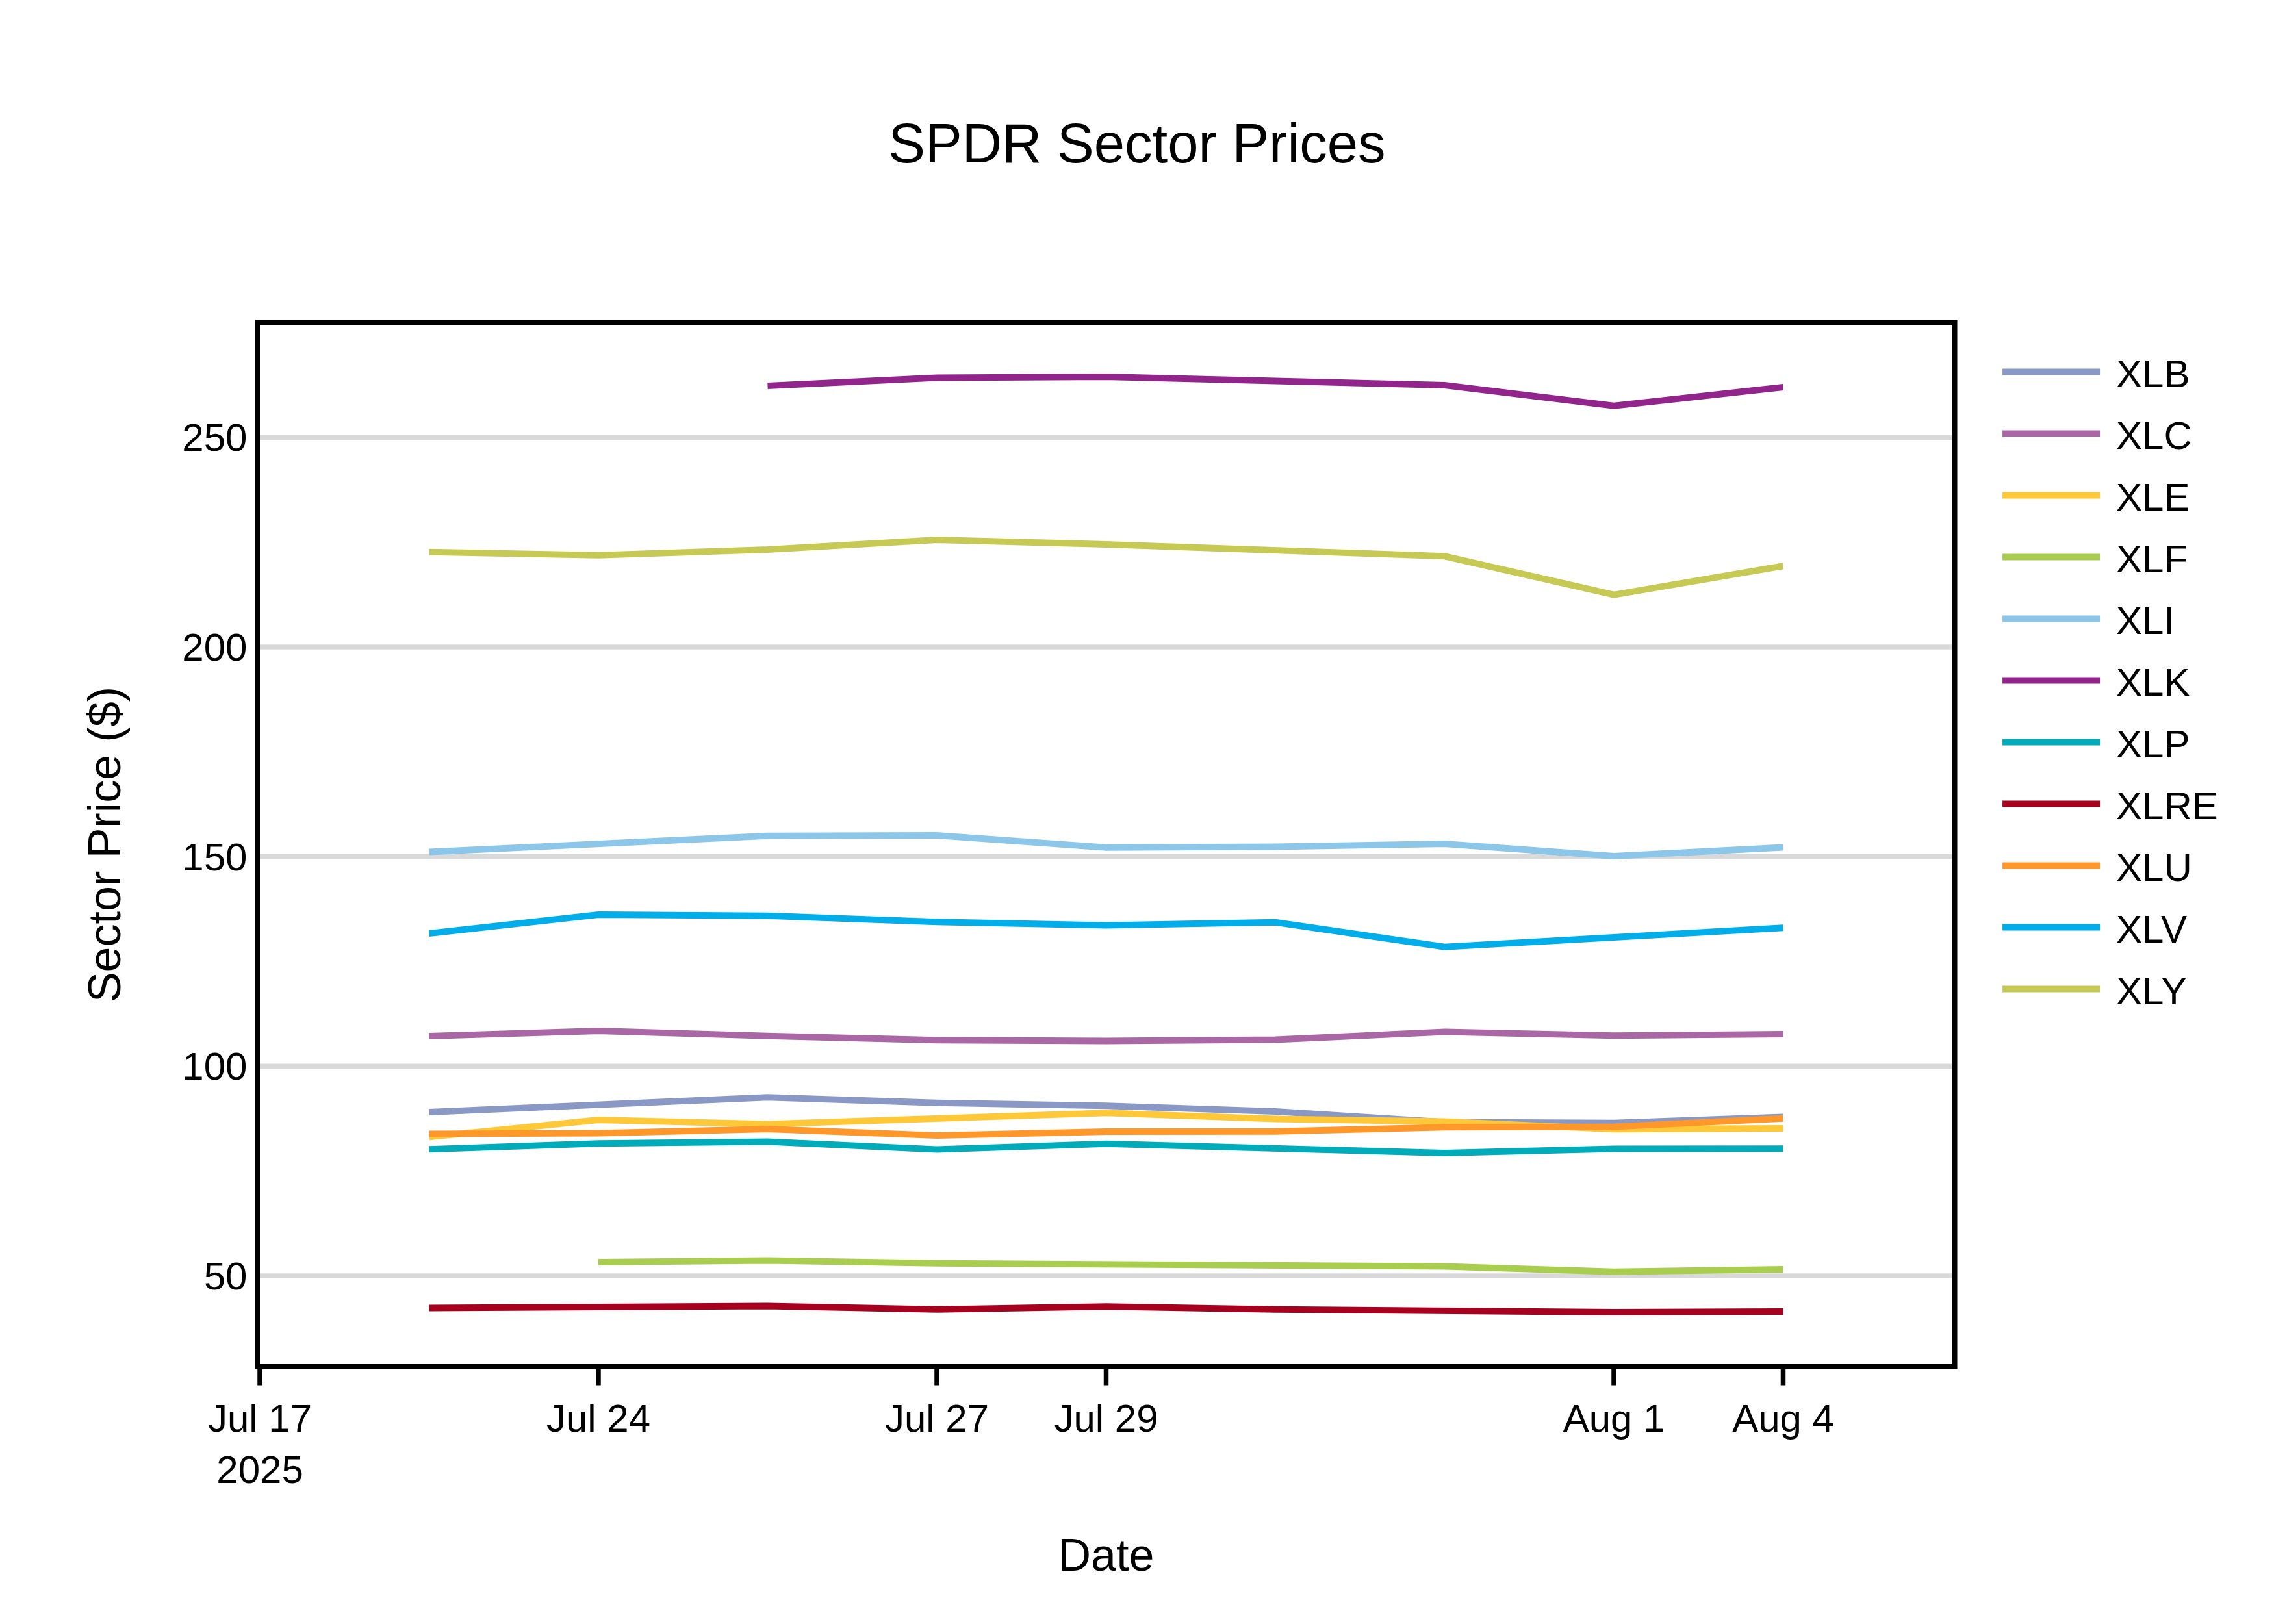 SPDR Sector Prices
Sector Price ($)
250
200
150
100
50
Jul 17
2025
Jul 24
Jul 27
Jul 29
Aug 1
Aug 4
Date
XLB
XLC
XLE
XLF
XLI
XLK
XLP
XLRE
XLU
XLV
XLY